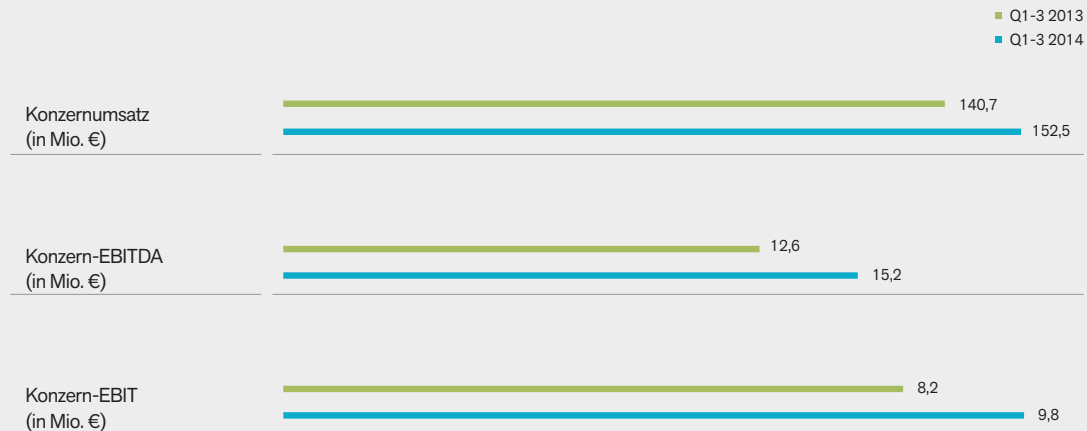 Q1-3 2013
Q1-3 2014
Konzernumsatz
(in Mio. €)
140,7
152,5
Konzern-EBITDA
(in Mio. €)
12,6
15,2
Konzern-EBIT
(in Mio. €)
8,2
9,8